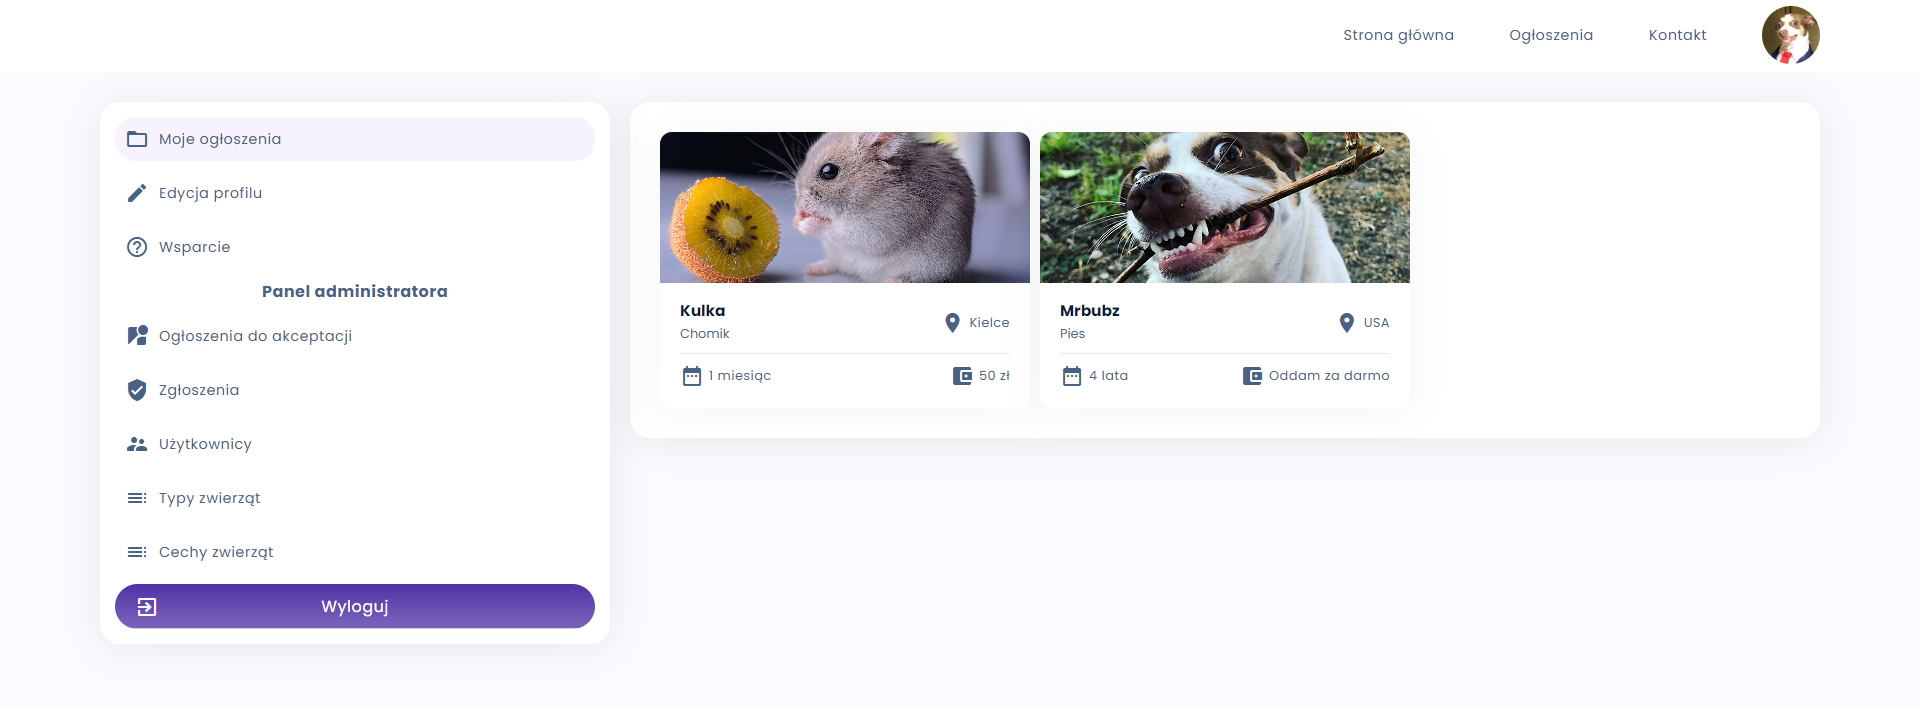 Strona główna
Ogłoszenia
Kontakt
Moje ogłoszenia
Edycja profilu
Wsparcie
Panel administratora
Ogłoszenia do akceptacji
Zgłoszenia
Użytkownicy
Typy zwierząt
Cechy zwierząt
Wyloguj
Kulka
Chomik
Kielce
1 miesiąc
50 zł
Mrbubz
Pies
USA
4 lata
Oddam za darmo